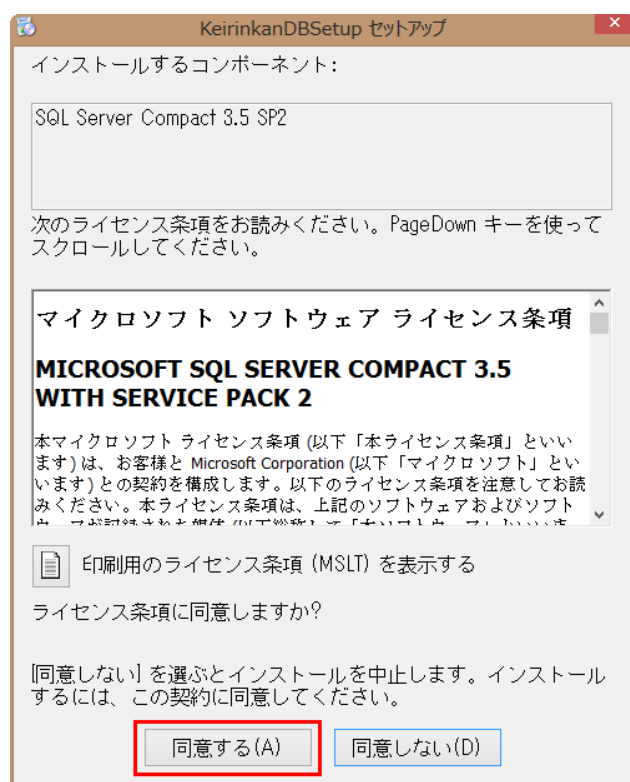 KeirinkanDBSetup セットアップ
インストールするコンポーネント:
SQL Server Compact 3.5 SP2
次のライセンス条項をお読みください。PageDown キーを使って
スクロールしてください。
マイクロソフト ソフトウェア ライセンス条項
MICROSOFT SQL SERVER COMPACT 3.5
WITH SERVICE PACK 2
本マイクロソフト ライセンス条項 (以下「本ライセンス条項」といい
ます) は、お客様と Microsoft Corporation (以下「マイクロソフト」とい
います) との契約を構成します。以下のライセンス条項を注意してお読
みください。本ライセンス条項は、上記のソフトウェアおよびソフト
印刷用のライセンス条項 (MSLT) を表示する
ライセンス条項に同意しますか?
[同意しない] を選ぶとインストールを中止します。インストール
するには、この契約に同意してください。
同意する(A)
同意しない(D)